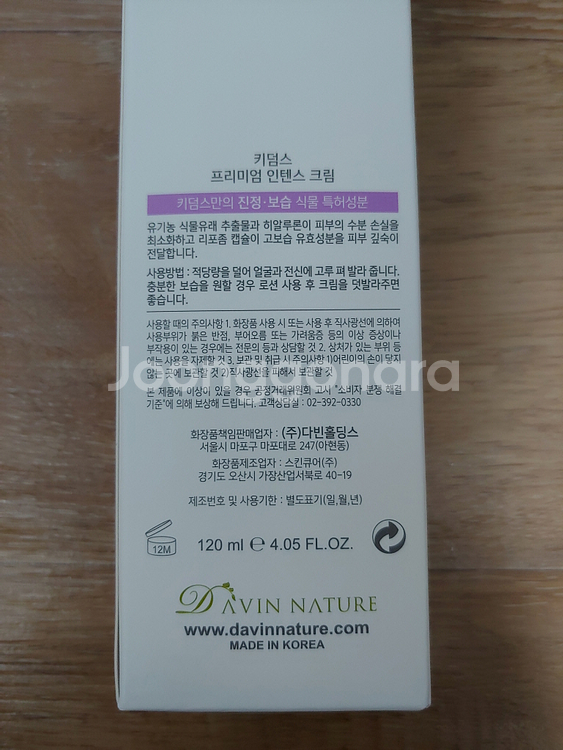 키덤스
프리미엄 인텐스 크림
키덤스만의 진정·보습 식물 특허성분
유기농 식물유래 추출물과 히알루론이 피부의 수분 손실을
최소화하고 리포좀 캡슐이 고보습 유효성분을 피부 깊숙이
전달합니다.
사용방법 : 적당량을 덜어 얼굴과 전신에 고루 펴 발라 줍니다.
충분한 보습을 원할 경우 로션 사용 후 크림을 덧발라주면
좋습니다.
사용할 때의 주의사항 1. 화장품 사용 시 또는 사용 후 직사광선에 의하여
사용부위가 붉은 반점, 부어오름 또는 가려움증 등의 이상 증상이나
부작용이 있는 경우에는 전문의 등과 상담할 것 2. 상처가 있는 부위 등
에는 사용을 자제할 것 3. 보관 및 취급 시 주의사항 1)어린이의 손이 닿지
않는 곳에 보관할 것 2)직사광선을 피해서 보관할 것
본 제품에 이상이 있을 경우 공정거래위원회 고시 "소비자 분쟁 해결
기준"에 의해 보상해 드립니다. 고객상담실 : 02-392-0330
Joonggonara
화장품책임판매업자 : (주)다빈홀딩스
서울시 마포구 마포대로 247(아현동)
화장품제조업자 : 스킨큐어(주)
경기도 오산시 가장산업서북로 40-19
제조번호 및 사용기한 : 별도표기(일,월,년)
12M
120 ml ℮ 4.05 FL.OZ.
DAVIN NATURE
www.davinnature.com
MADE IN KOREA